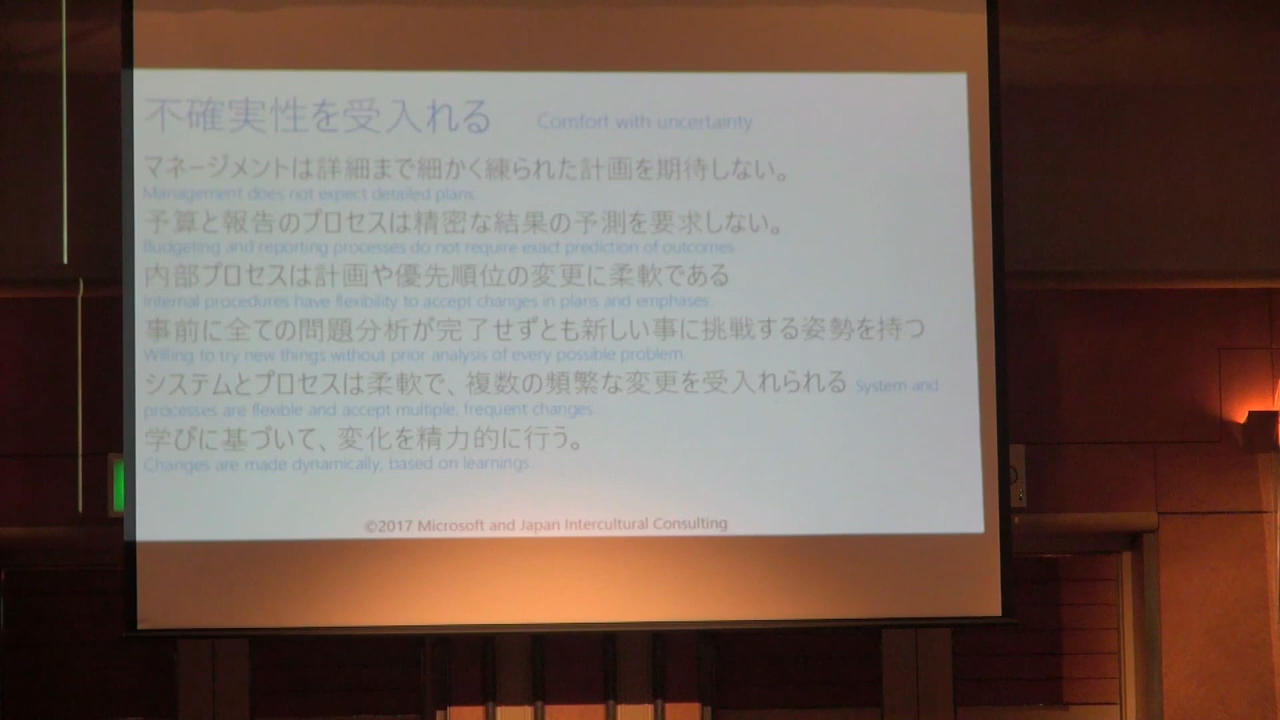 不確実性を受入れる Comfort with uncertainty
マネージメントは詳細まで細かく練られた計画を期待しない。
Management does not expect detailed plans.
予算と報告のプロセスは精密な結果の予測を要求しない。
Budgeting and reporting processes do not require exact prediction of outcomes
内部プロセスは計画や優先順位の変更に柔軟である
Internal procedures have flexibility to accept changes in plans and emphases.
事前に全ての問題分析が完了せずとも新しい事に挑戦する姿勢を持つ
Willing to try new things without prior analysis of every possible problem.
システムとプロセスは柔軟で、複数の頻繁な変更を受入れられる System and
processes are flexible and accept multiple, frequent changes.
学びに基づいて、変化を精力的に行う。
Changes are made dynamically, based on learnings.
©2017 Microsoft and Japan Intercultural Consulting